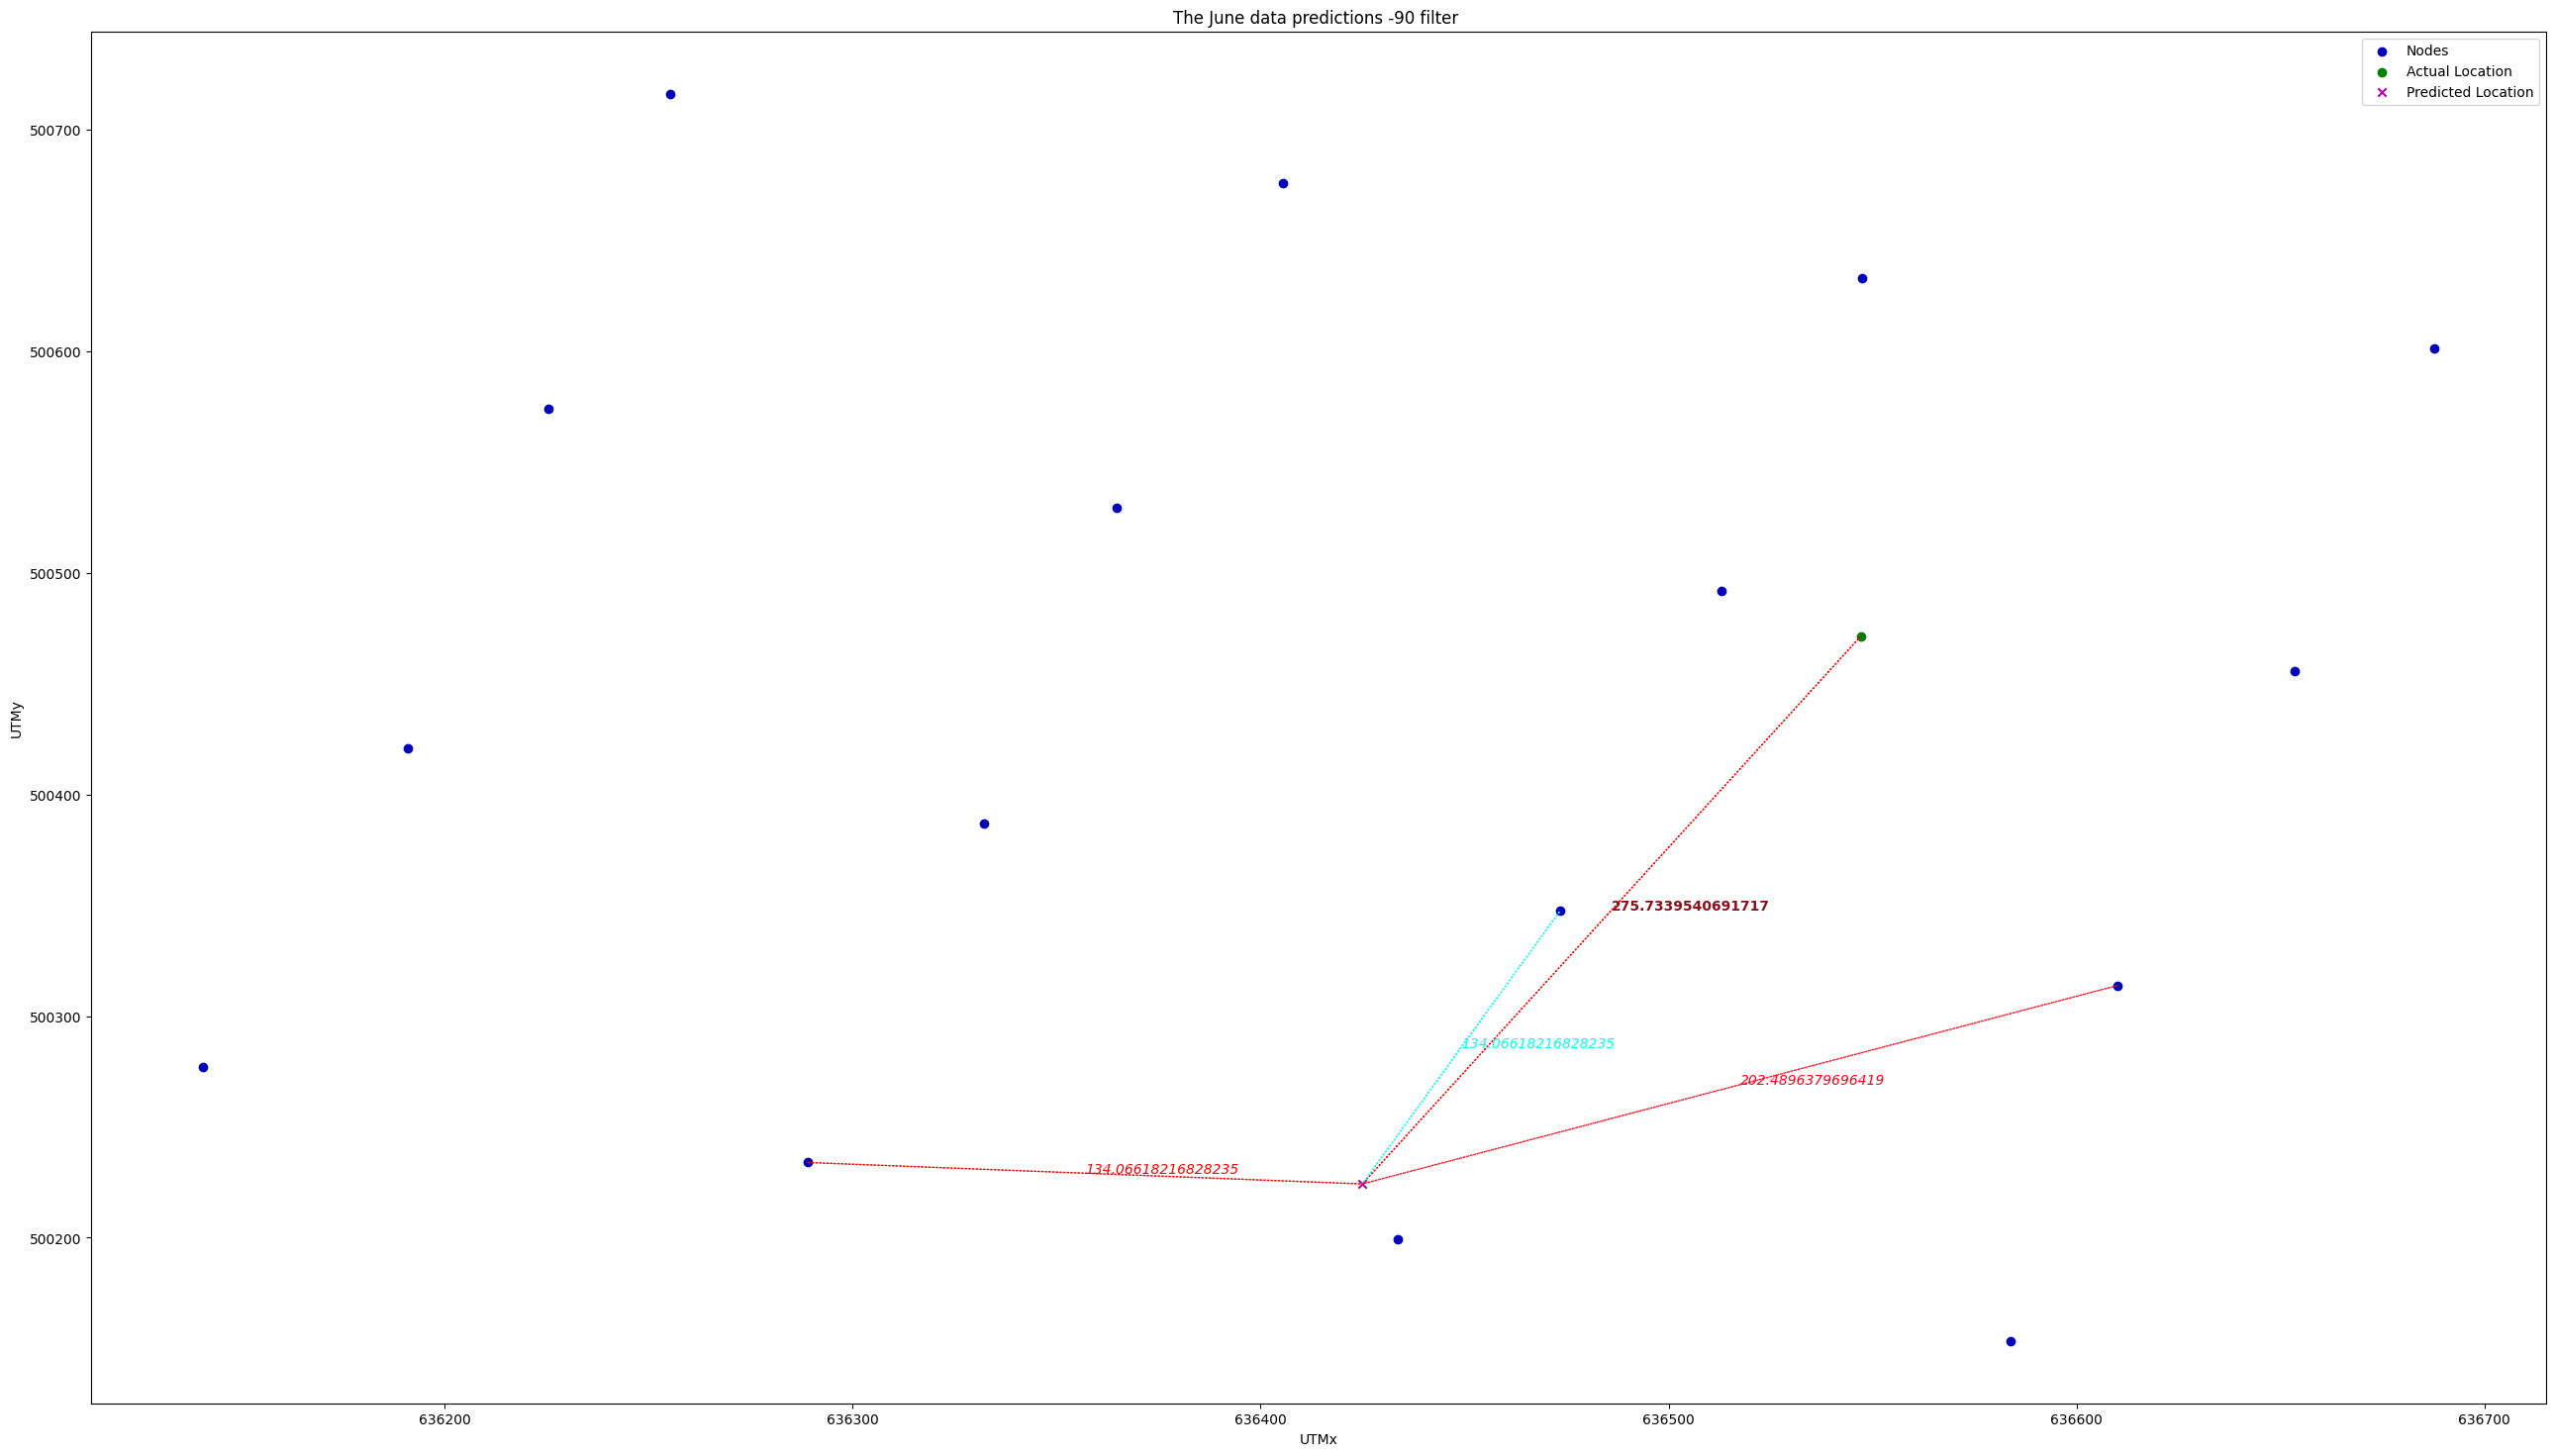 The June data predictions -90 filter
Nodes
Actual Location
Predicted Location
500700
500600
500500
500400
500300
500200
UTMy
275.7339540691717
134.06618216828235
202.4896379696419
134.06618216828235
636200
636300
636400
636500
636600
636700
UTMx